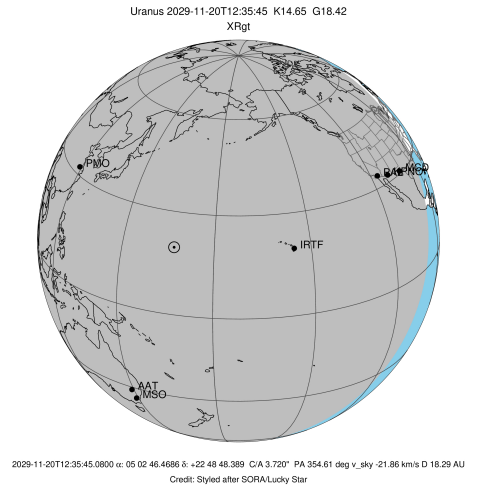 Uranus 2029-11-20T12:35:45 K14.65 G18.42
XRgt
PMO
MCD
PAL
IRTF
AAT
MSO
2029-11-20T12:35:45.0800 α: 05 02 46.4686 δ: +22 48 48.389 C/A 3.720" PA 354.61 deg v_sky -21.86 km/s D 18.29 AU
Credit: Styled after SORA/Lucky Star